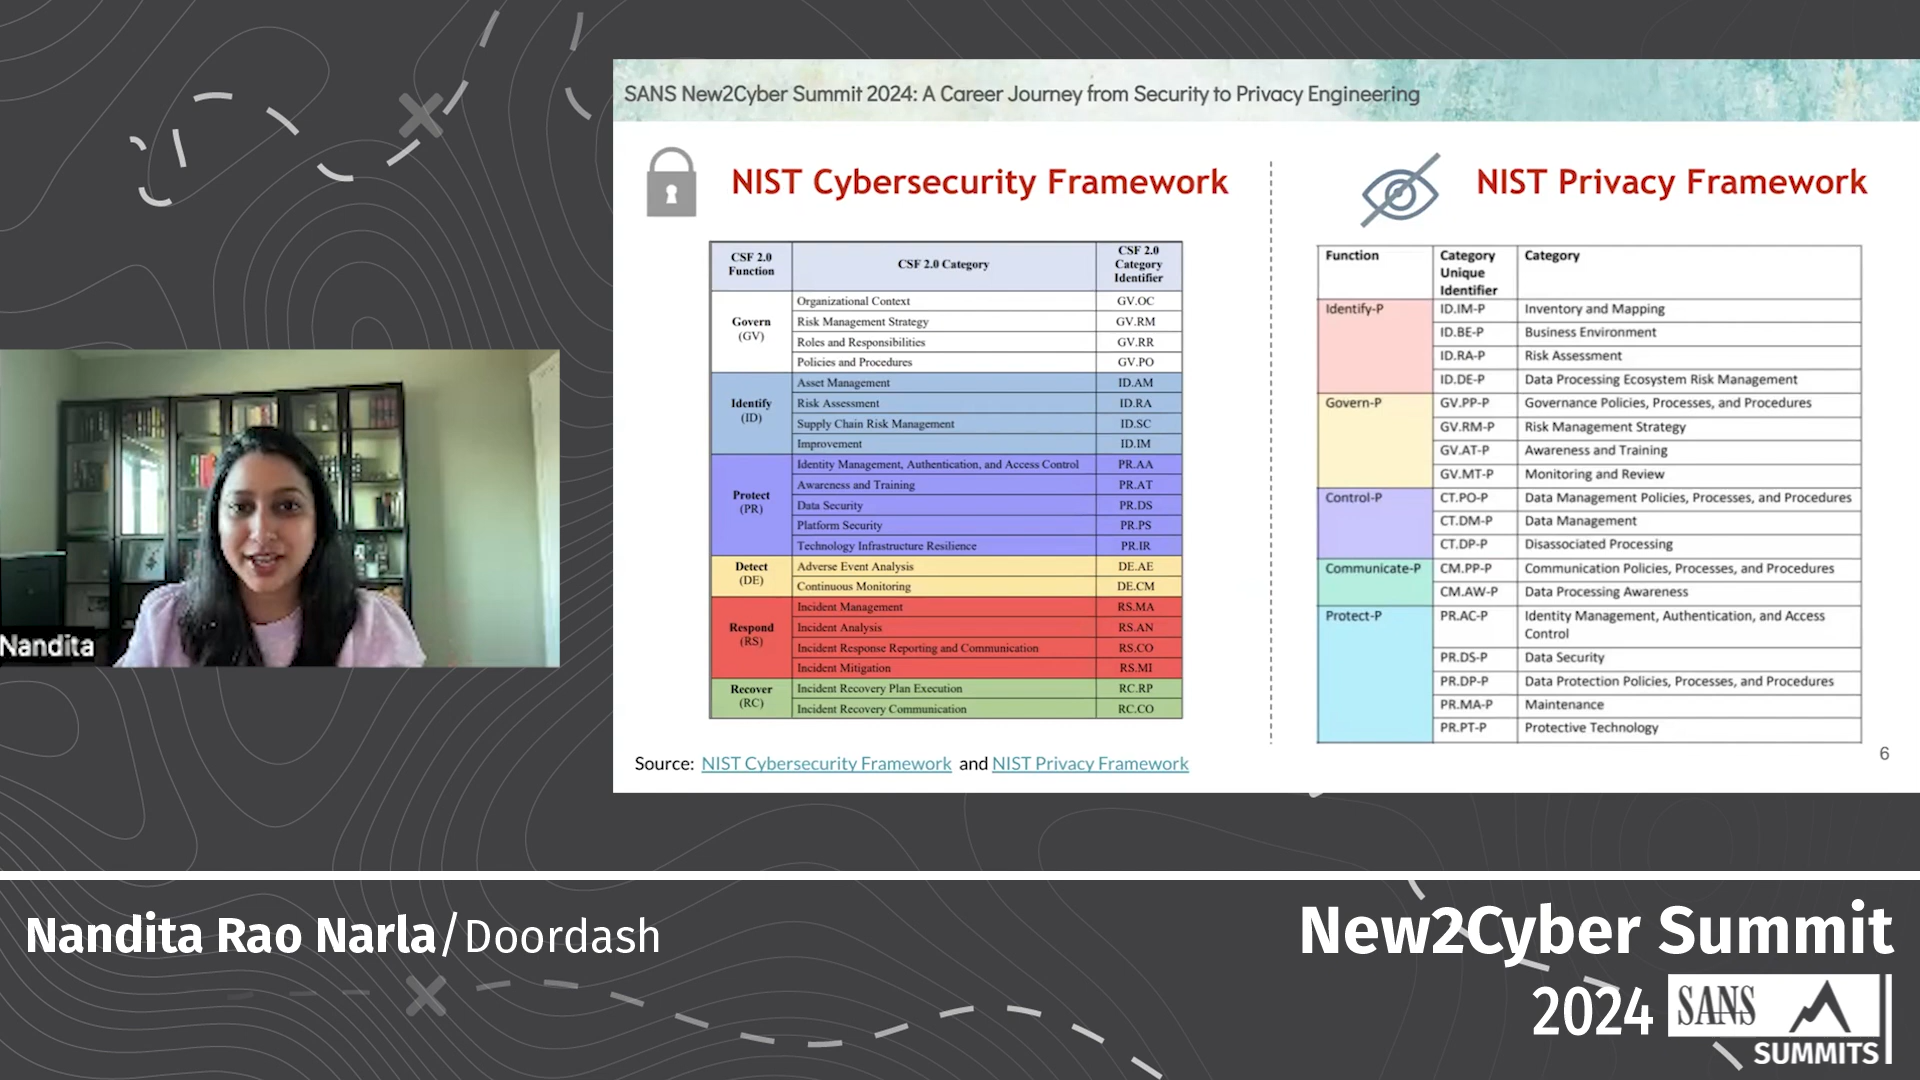 SANS New2Cyber Summit 2024: A Career Journey from Security to Privacy Engineering
NIST Cybersecurity Framework
CSF 2.0 Function | CSF 2.0 Category | CSF 2.0 Category Identifier
Govern (GV)
Organizational Context GV.OC
Risk Management Strategy GV.RM
Roles and Responsibilities GV.RR
Policies and Procedures GV.PO
Identify (ID)
Asset Management ID.AM
Risk Assessment ID.RA
Supply Chain Risk Management ID.SC
Improvement ID.IM
Protect (PR)
Identity Management, Authentication, and Access Control PR.AA
Awareness and Training PR.AT
Data Security PR.DS
Platform Security PR.PS
Technology Infrastructure Resilience PR.IR
Detect (DE)
Adverse Event Analysis DE.AE
Continuous Monitoring DE.CM
Respond (RS)
Incident Management RS.MA
Incident Analysis RS.AN
Incident Response Reporting and Communication RS.CO
Incident Mitigation RS.MI
Recover (RC)
Incident Recovery Plan Execution RC.RP
Incident Recovery Communication RC.CO
NIST Privacy Framework
Function | Category Unique Identifier | Category
Identify-P
ID.IM-P Inventory and Mapping
ID.BE-P Business Environment
ID.RA-P Risk Assessment
ID.DE-P Data Processing Ecosystem Risk Management
Govern-P
GV.PP-P Governance Policies, Processes, and Procedures
GV.RM-P Risk Management Strategy
GV.AT-P Awareness and Training
GV.MT-P Monitoring and Review
Control-P
CT.PO-P Data Management Policies, Processes, and Procedures
CT.DM-P Data Management
CT.DP-P Disassociated Processing
Communicate-P
CM.PP-P Communication Policies, Processes, and Procedures
CM.AW-P Data Processing Awareness
Protect-P
PR.AC-P Identity Management, Authentication, and Access Control
PR.DS-P Data Security
PR.DP-P Data Protection Policies, Processes, and Procedures
PR.MA-P Maintenance
PR.PT-P Protective Technology
Source: NIST Cybersecurity Framework and NIST Privacy Framework
6
Nandita
Nandita Rao Narla/Doordash
New2Cyber Summit
2024 SANS
SUMMITS